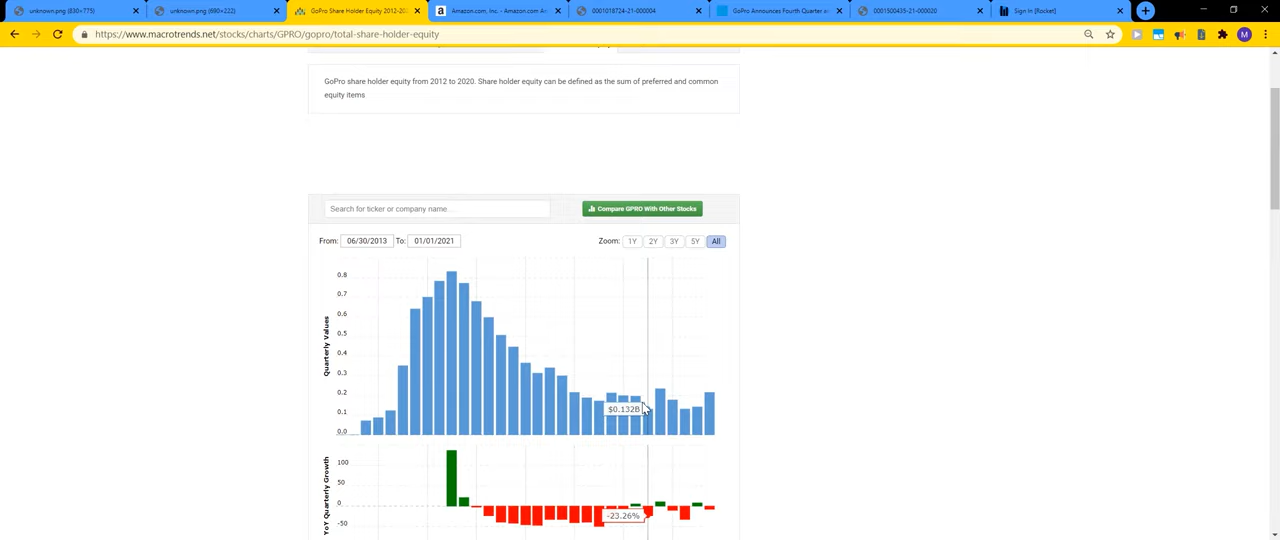 unknown.png (830×775)
unknown.png (690×222)
GoPro Share Holder Equity 2012-202
Amazon.com, Inc. - Amazon.com An
0001018724-21-000004
GoPro Announces Fourth Quarter a
0001500435-21-000020
Sign In [Rocket]
https://www.macrotrends.net/stocks/charts/GPRO/gopro/total-share-holder-equity
M
GoPro share holder equity from 2012 to 2020. Share holder equity can be defined as the sum of preferred and common
equity items
Search for ticker or company name...
Compare GPRO With Other Stocks
From: 06/30/2013 To: 01/01/2021
Zoom: 1Y 2Y 3Y 5Y All
Quarterly Values
0.8
0.7
0.6
0.5
0.4
0.3
0.2
0.1
0.0
$0.132B
YoY Quarterly Growth
100
50
0
-50
-23.26%